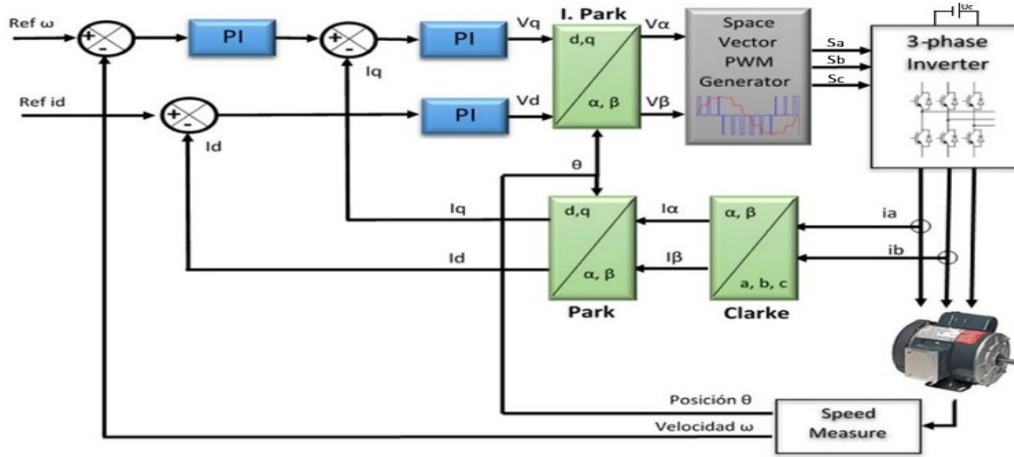 I. Park
Ref ω
+
-
PI
+
-
PI
Vq
d,q
α, β
Vα
Space
Vector
PWM
Generator
Sa
Sb
Sc
Uc
3-phase
Inverter
Iq
Ref id
+
-
PI
Vd
Vβ
Id
θ
Iq
Id
d,q
α, β
Park
Iα
Iβ
α, β
a, b, c
Clarke
ia
ib
Posición θ
Velocidad ω
Speed
Measure